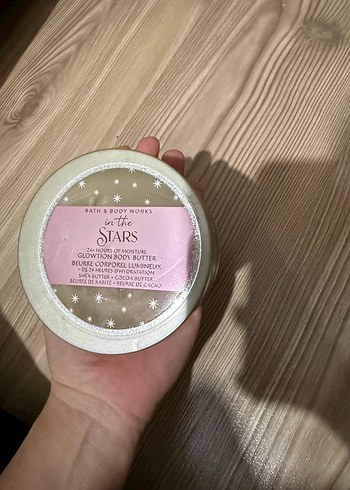 BATH & BODY WORKS
in the
STARS
24+ HOURS OF MOISTURE
GLOWTION BODY BUTTER
BEURRE CORPOREL LUMINEUX
+ DE 24 HEURES D'HYDRATATION
SHEA BUTTER + COCOA BUTTER
BEURRE DE KARITÉ + BEURRE DE CACAO